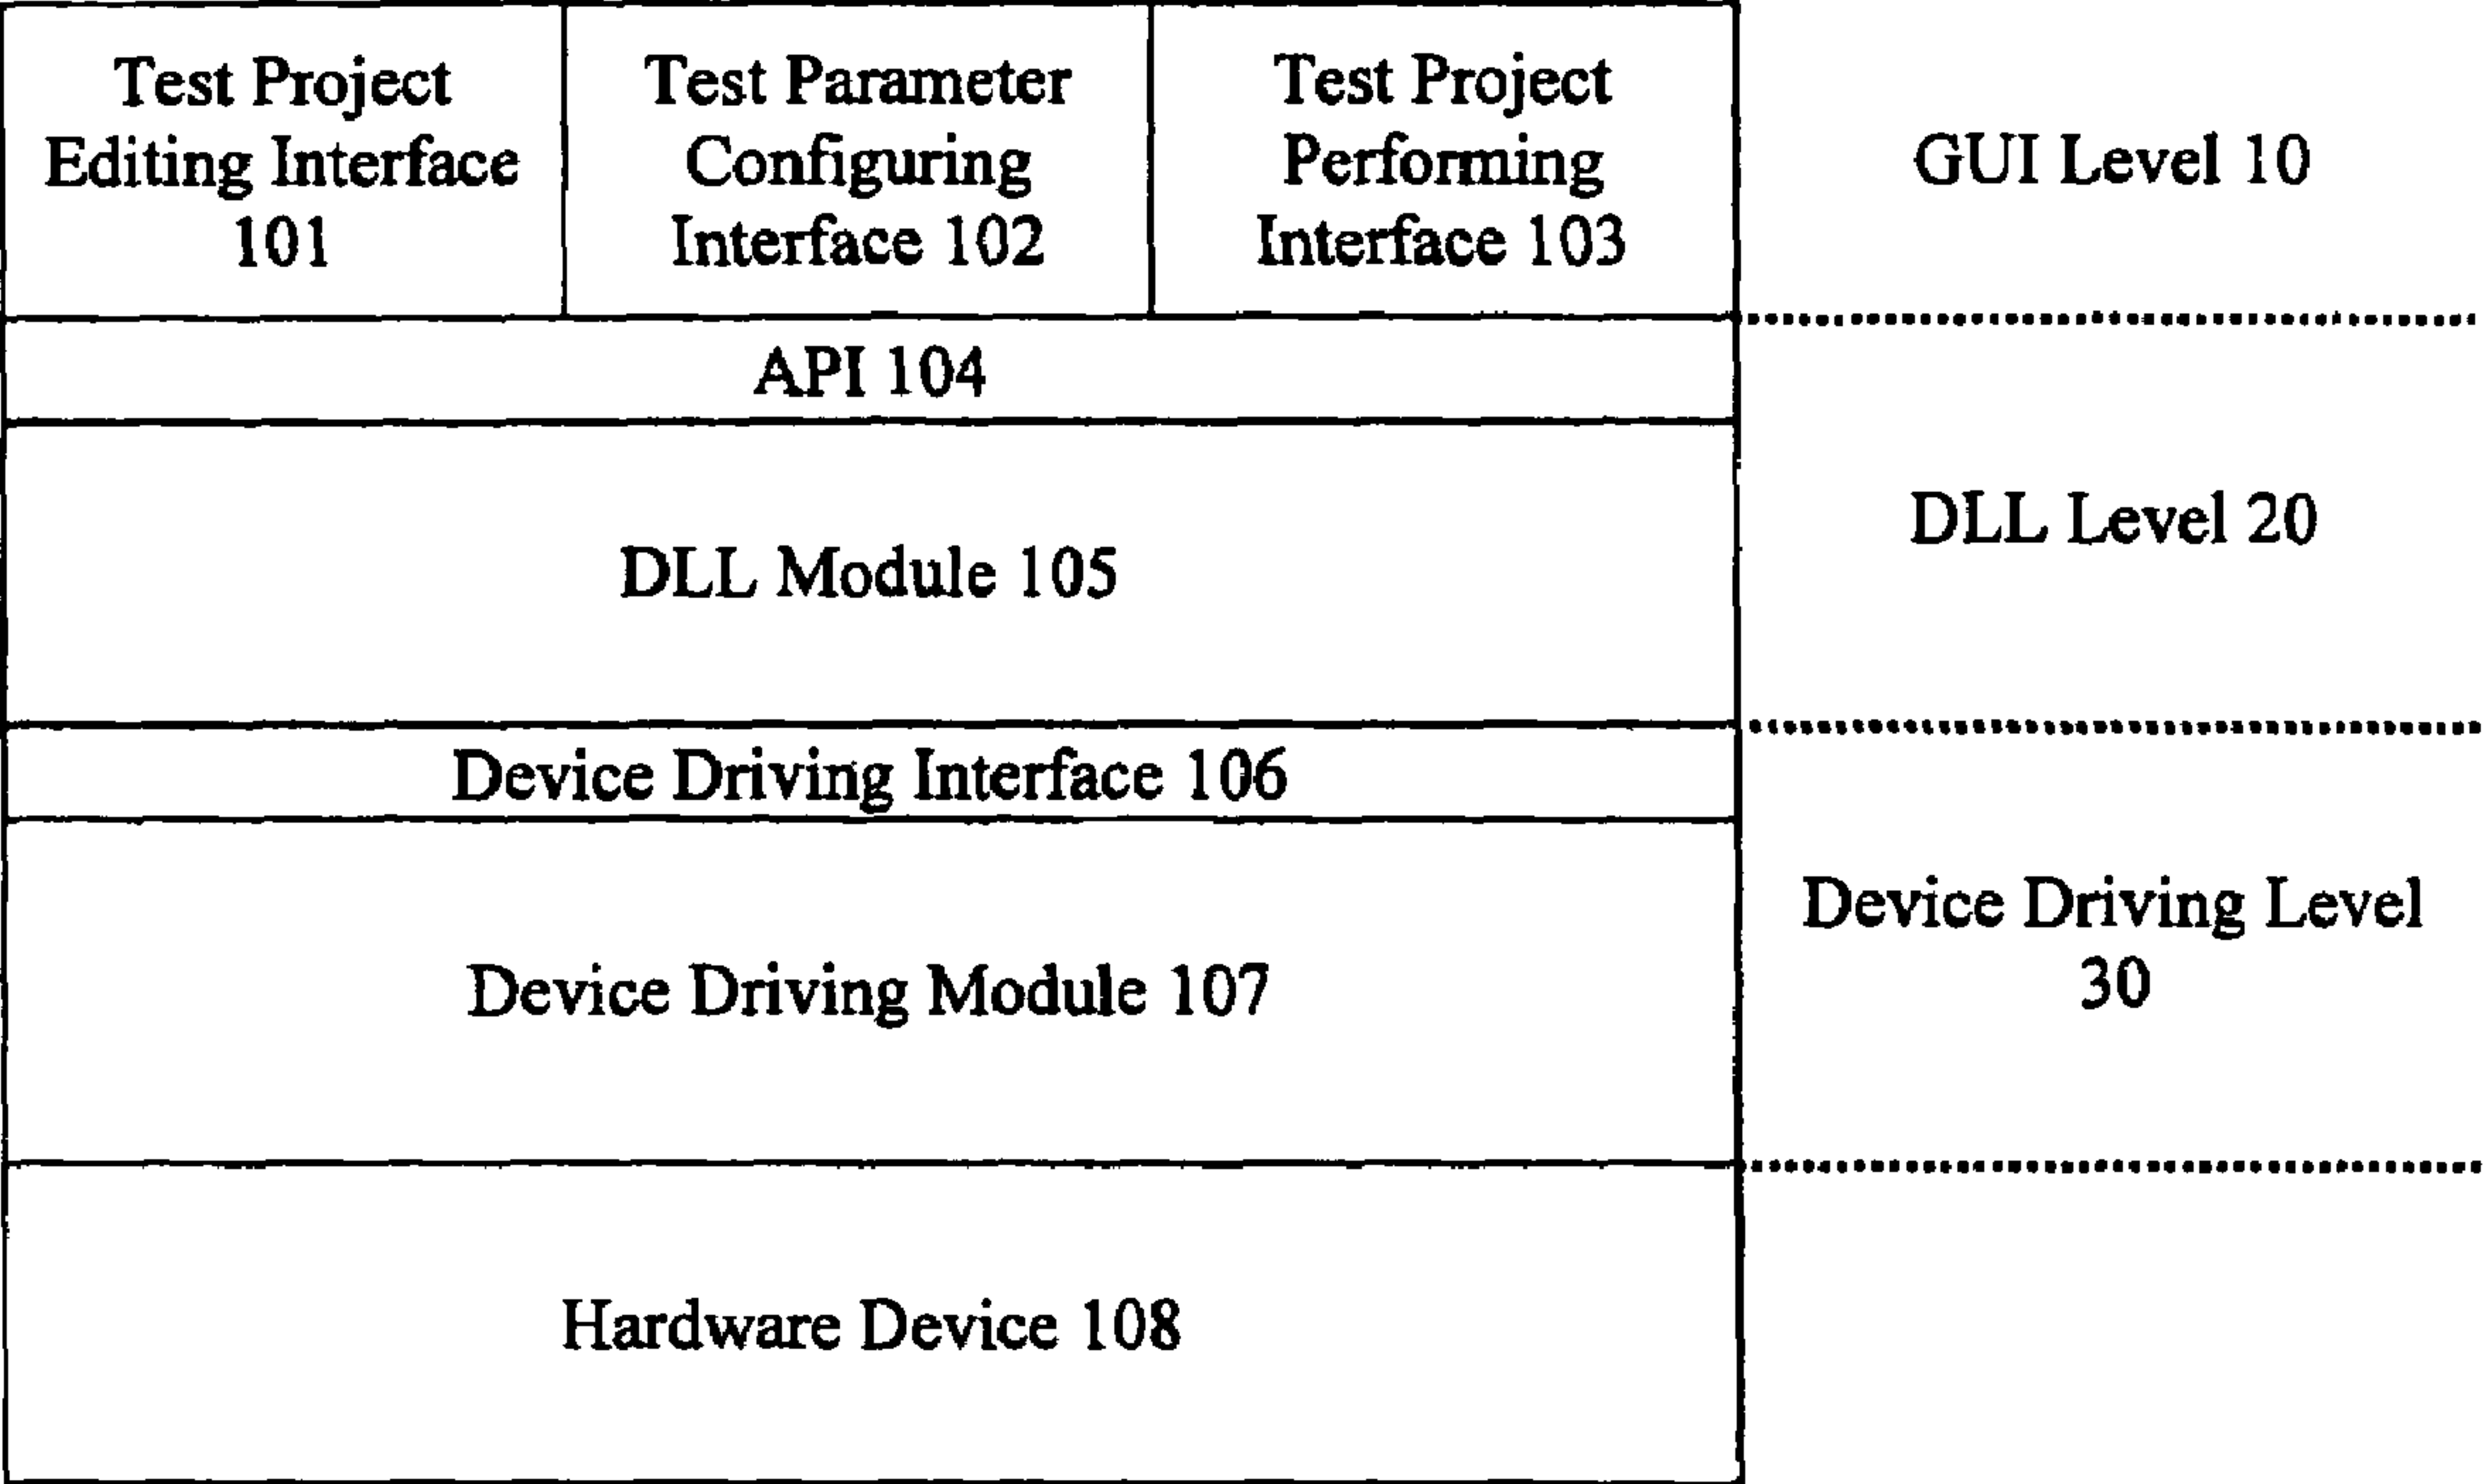 Test Project
Editing Interface
101
Test Parameter
Configuring
Interface 102
Test Project
Performing
Interface 103
GUI Level 10
API 104
DLL Module 105
DLL Level 20
Device Driving Interface 106
Device Driving Module 107
Device Driving Level
30
Hardware Device 108